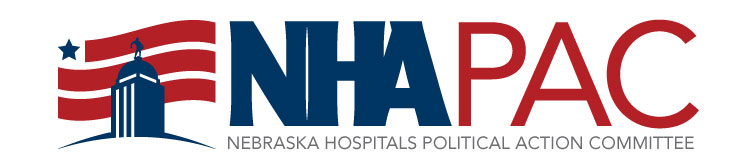 NHAPAC
NEBRASKA HOSPITALS POLITICAL ACTION COMMITTEE